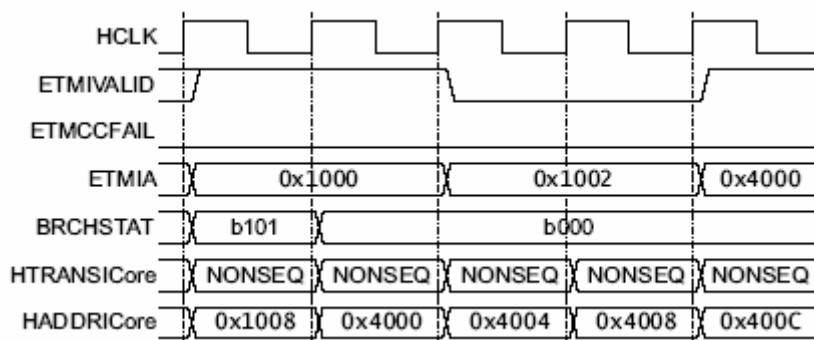 HCLK
ETMIVALID
ETMCCFAIL
ETMIA 0x1000 0x1002 0x4000
BRCHSTAT b101 b000
HTRANSICore NONSEQ NONSEQ NONSEQ NONSEQ NONSEQ
HADDRICore 0x1008 0x4000 0x4004 0x4008 0x400C